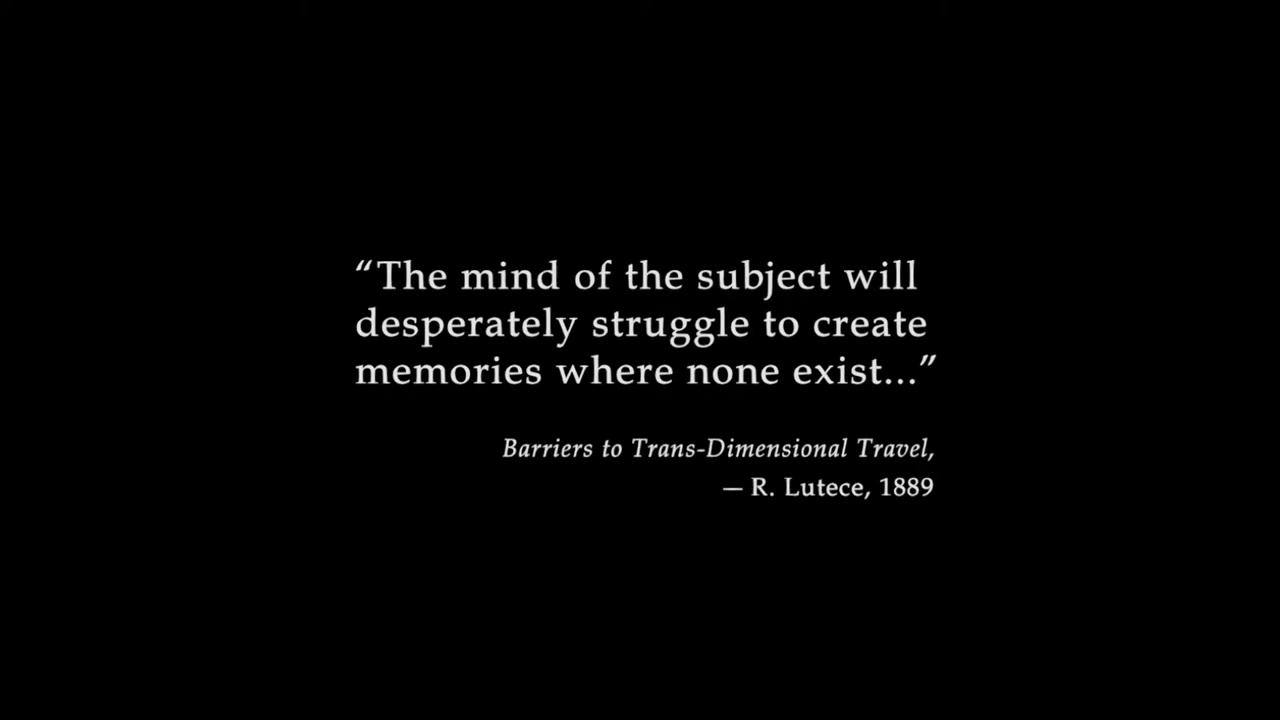 “The mind of the subject will
desperately struggle to create
memories where none exist...”
Barriers to Trans-Dimensional Travel,
— R. Lutece, 1889